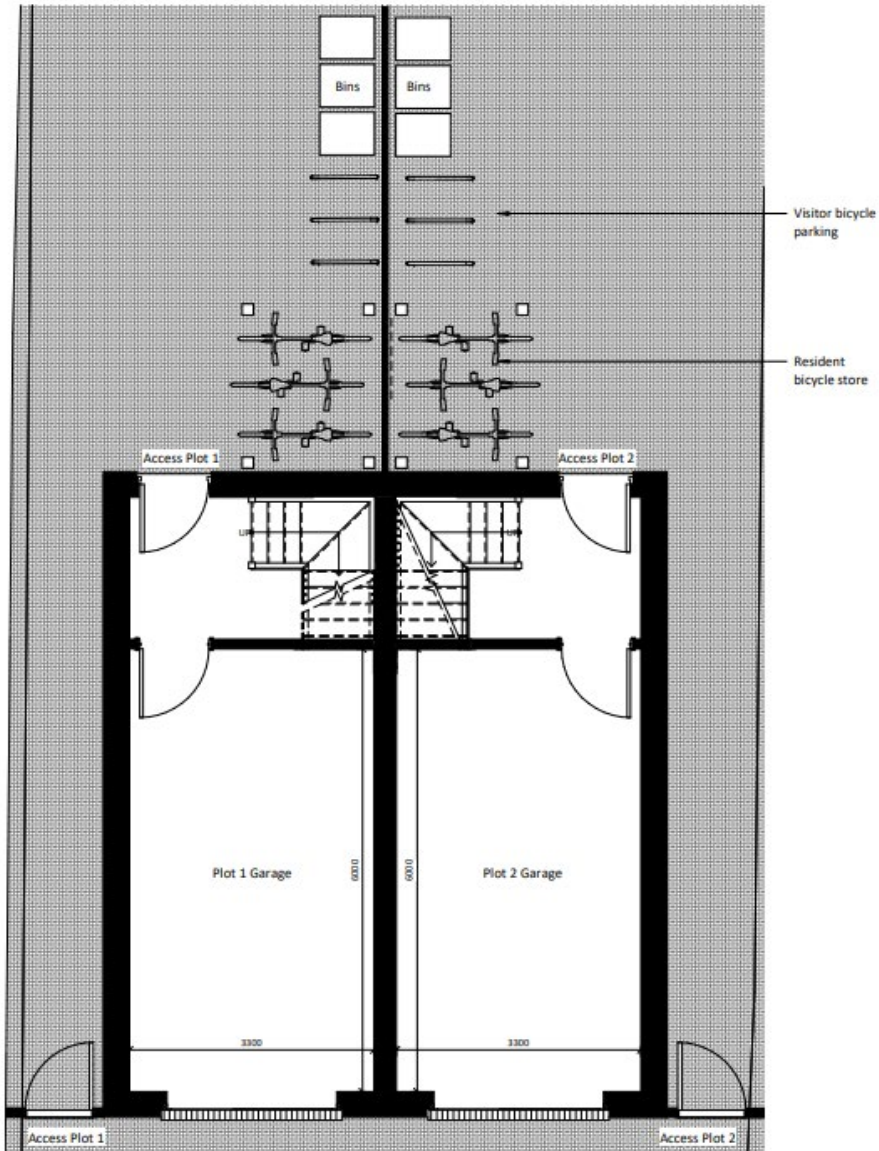 Bins
Bins
Visitor bicycle
parking
Resident
bicycle store
Access Plot 1
Access Plot 2
UP
UP
Plot 1 Garage
6000
6000
Plot 2 Garage
3300
3300
Access Plot 1
Access Plot 2